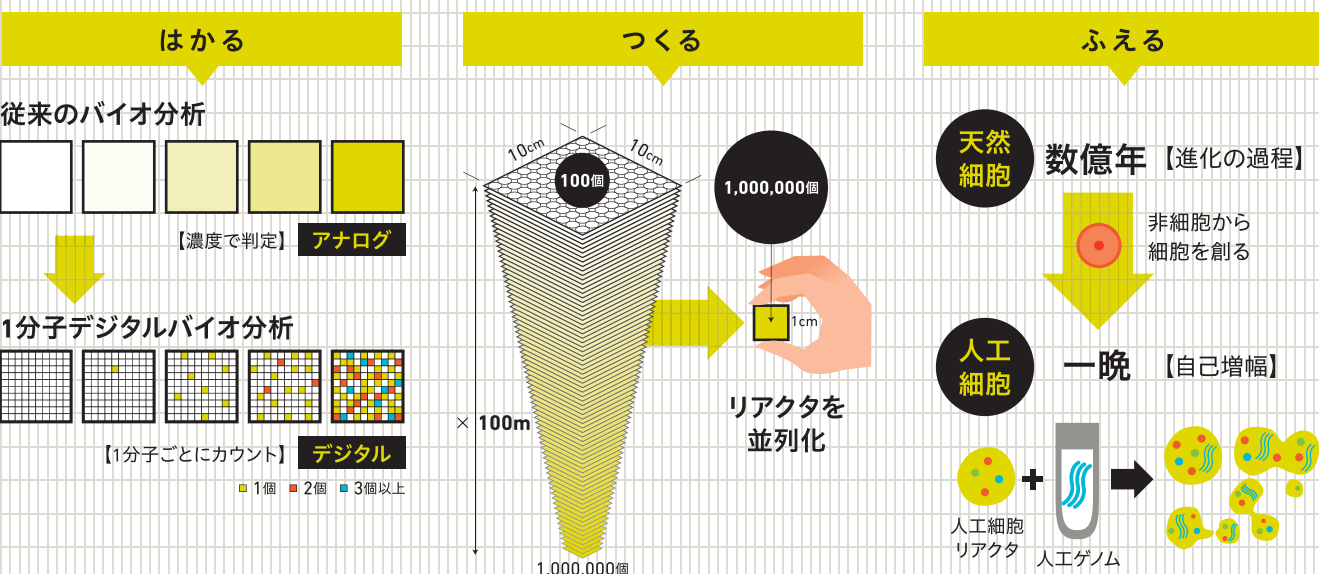 はかる
従来のバイオ分析
【濃度で判定】
アナログ
1分子デジタルバイオ分析
【1分子ごとにカウント】
デジタル
1個
2個
3個以上
つくる
10cm
10cm
100個
× 100m
1,000,000個
1,000,000個
1cm
リアクタを
並列化
ふえる
天然
細胞
数億年
【進化の過程】
非細胞から
細胞を創る
人工
細胞
一晩
【自己増幅】
人工細胞
リアクタ
人工ゲノム